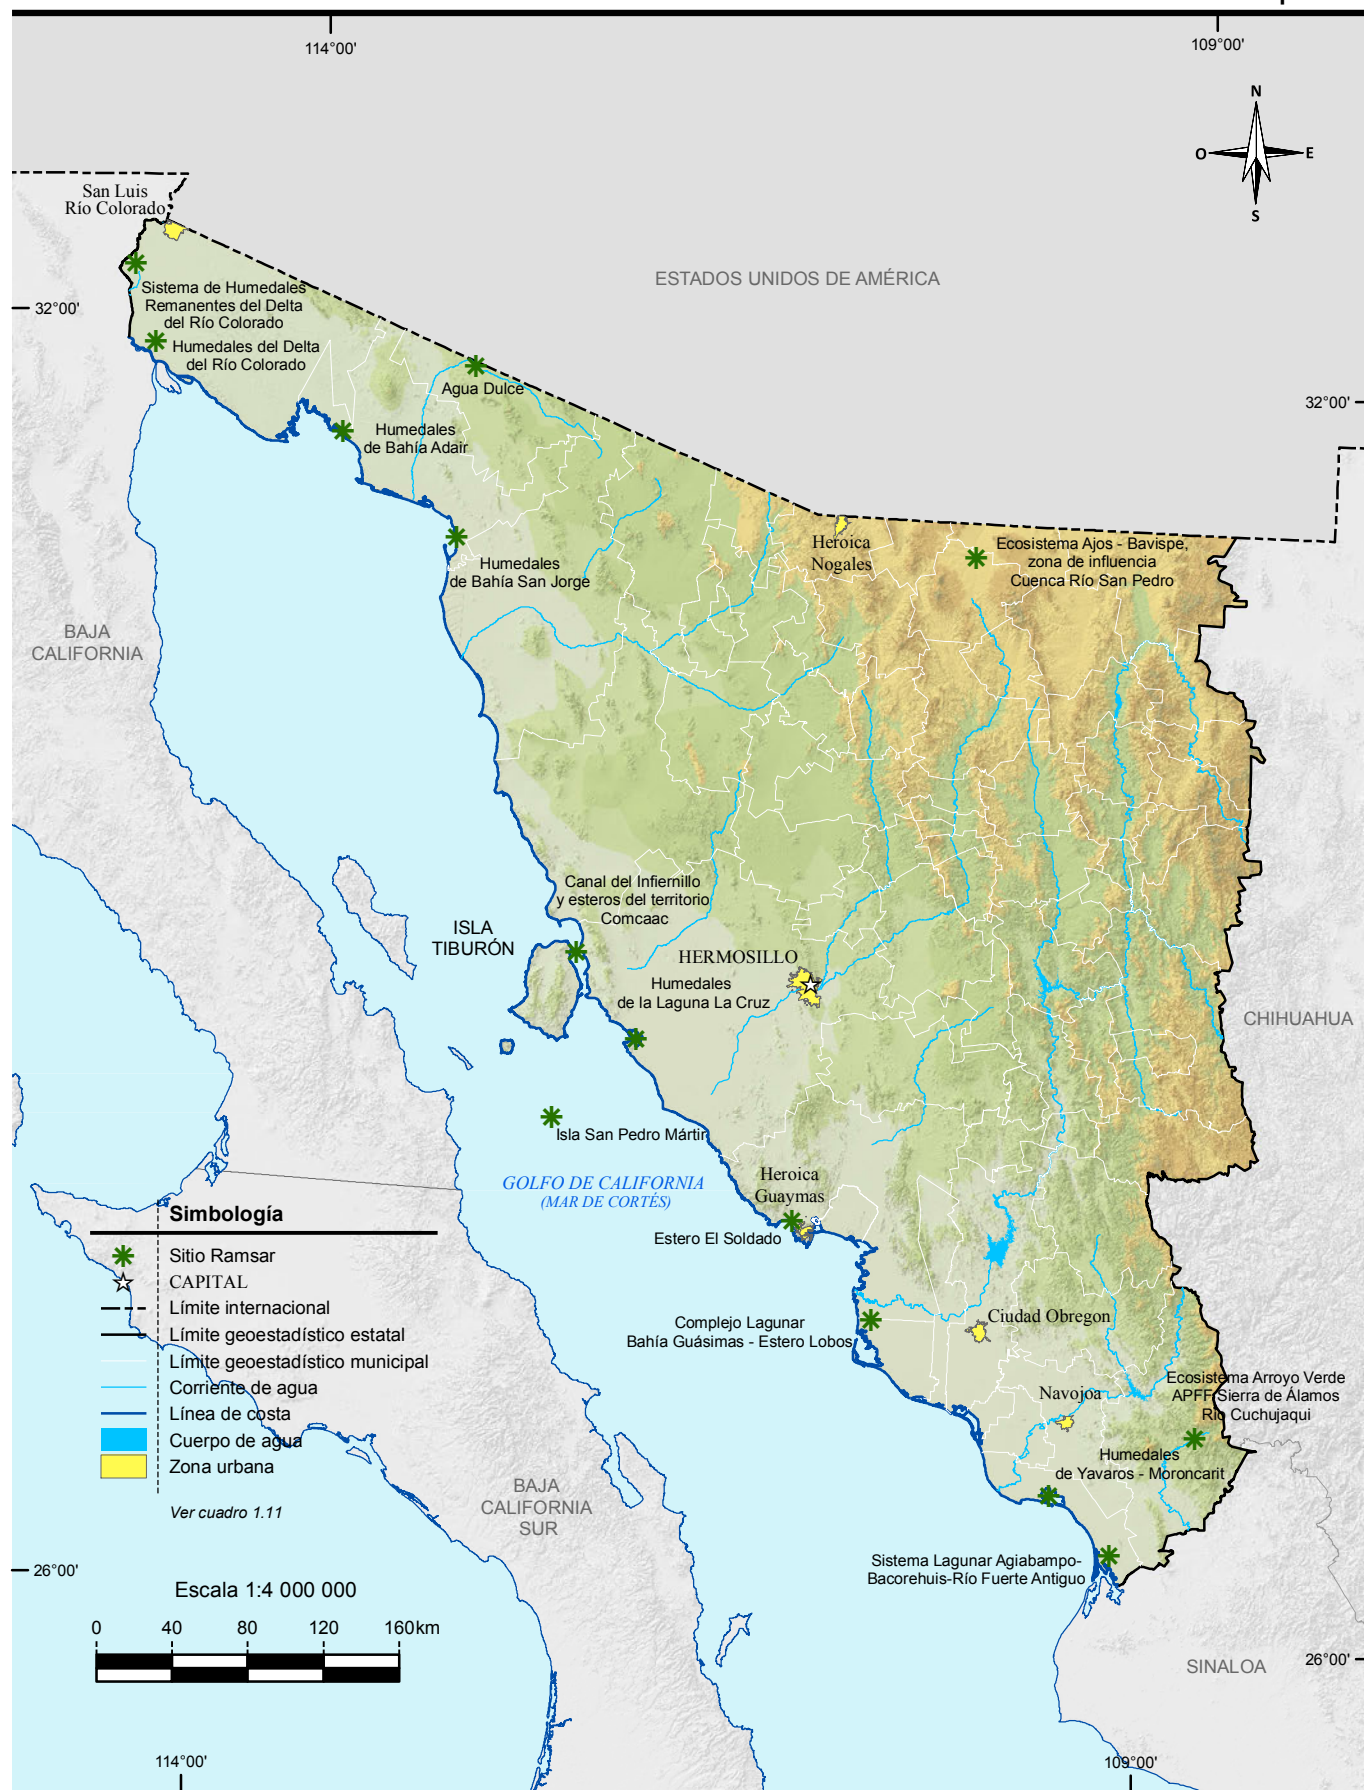 114°00'
109°00'
N
O
E
S
San Luis
Río Colorado
ESTADOS UNIDOS DE AMÉRICA
32°00'
Sistema de Humedales
Remanentes del Delta
del Río Colorado
Humedales del Delta
del Río Colorado
Agua Dulce
32°00'
Humedales
de Bahía Adair
Heroica
Nogales
Ecosistema Ajos - Bavispe,
zona de influencia
Cuenca Río San Pedro
Humedales
de Bahía San Jorge
BAJA
CALIFORNIA
Canal del Infiernillo
y esteros del territorio
Comcaac
ISLA
TIBURÓN
HERMOSILLO
Humedales
de la Laguna La Cruz
CHIHUAHUA
Isla San Pedro Mártir
GOLFO DE CALIFORNIA
(MAR DE CORTÉS)
Heroica
Guaymas
Estero El Soldado
Simbología
Sitio Ramsar
CAPITAL
Límite internacional
Límite geoestadístico estatal
Límite geoestadístico municipal
Corriente de agua
Línea de costa
Cuerpo de agua
Zona urbana
Ver cuadro 1.11
Complejo Lagunar
Bahía Guásimas - Estero Lobos
Ciudad Obregon
Ecosistema Arroyo Verde
APFF Sierra de Álamos
Río Cuchujaqui
Navojoa
Humedales
de Yavaros - Moroncarit
BAJA
CALIFORNIA
SUR
Sistema Lagunar Agiabampo-
Bacorehuis-Río Fuerte Antiguo
26°00'
Escala 1:4 000 000
0 40 80 120 160km
SINALOA
26°00'
114°00'
109°00'